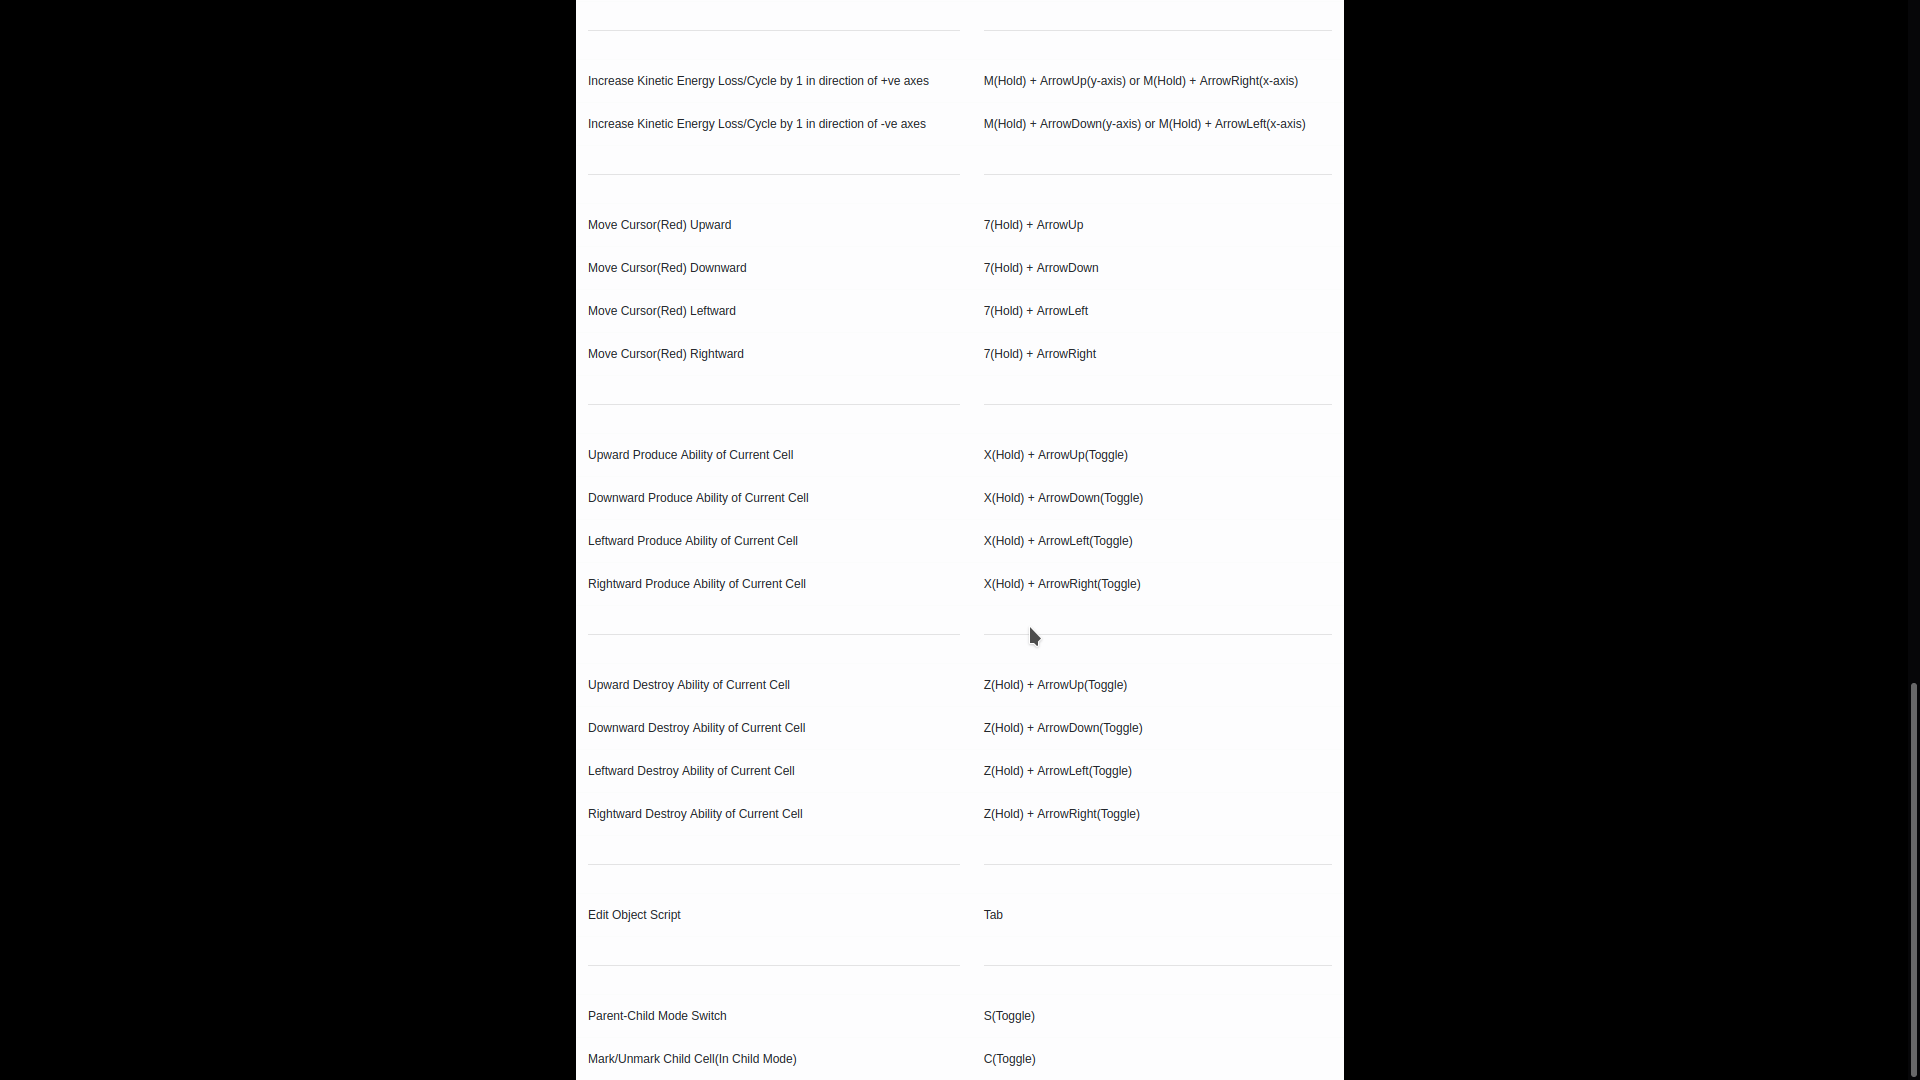 Increase Kinetic Energy Loss/Cycle by 1 in direction of +ve axes M(Hold) + ArrowUp(y-axis) or M(Hold) + ArrowRight(x-axis)
Increase Kinetic Energy Loss/Cycle by 1 in direction of -ve axes M(Hold) + ArrowDown(y-axis) or M(Hold) + ArrowLeft(x-axis)
Move Cursor(Red) Upward 7(Hold) + ArrowUp
Move Cursor(Red) Downward 7(Hold) + ArrowDown
Move Cursor(Red) Leftward 7(Hold) + ArrowLeft
Move Cursor(Red) Rightward 7(Hold) + ArrowRight
Upward Produce Ability of Current Cell X(Hold) + ArrowUp(Toggle)
Downward Produce Ability of Current Cell X(Hold) + ArrowDown(Toggle)
Leftward Produce Ability of Current Cell X(Hold) + ArrowLeft(Toggle)
Rightward Produce Ability of Current Cell X(Hold) + ArrowRight(Toggle)
Upward Destroy Ability of Current Cell Z(Hold) + ArrowUp(Toggle)
Downward Destroy Ability of Current Cell Z(Hold) + ArrowDown(Toggle)
Leftward Destroy Ability of Current Cell Z(Hold) + ArrowLeft(Toggle)
Rightward Destroy Ability of Current Cell Z(Hold) + ArrowRight(Toggle)
Edit Object Script Tab
Parent-Child Mode Switch S(Toggle)
Mark/Unmark Child Cell(In Child Mode) C(Toggle)